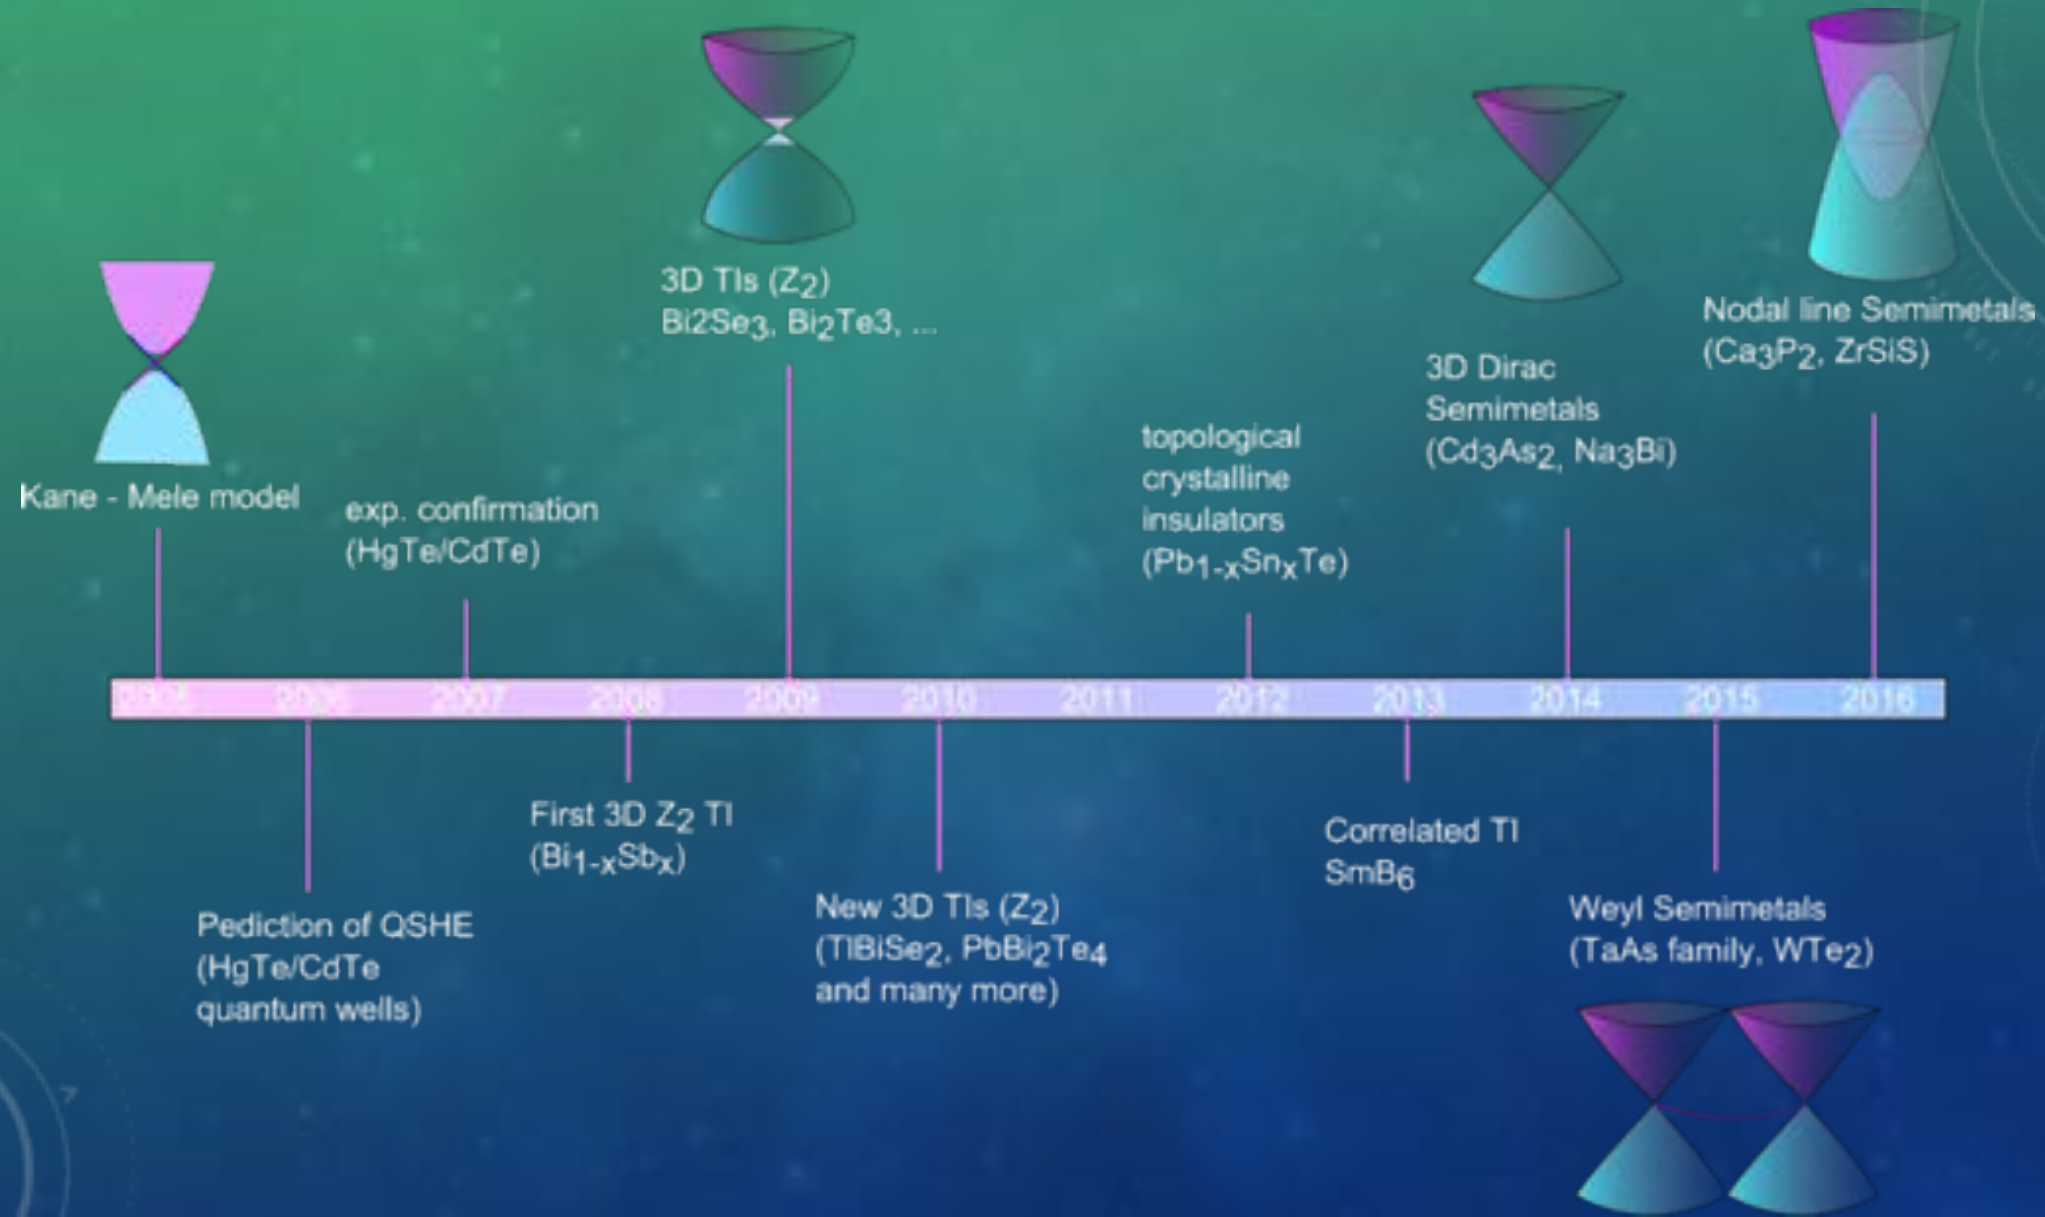 3D TIs (Z2)
Bi2Se3, Bi2Te3, ...
Nodal line Semimetals
(Ca3P2, ZrSiS)
3D Dirac
Semimetals
(Cd3As2, Na3Bi)
topological
crystalline
insulators
(Pb1-xSnxTe)
Kane - Mele model
exp. confirmation
(HgTe/CdTe)
2005 2006 2007 2008 2009 2010 2011 2012 2013 2014 2015 2016
First 3D Z2 TI
(Bi1-xSbx)
Correlated TI
SmB6
Pediction of QSHE
(HgTe/CdTe
quantum wells)
New 3D TIs (Z2)
(TlBiSe2, PbBi2Te4
and many more)
Weyl Semimetals
(TaAs family, WTe2)